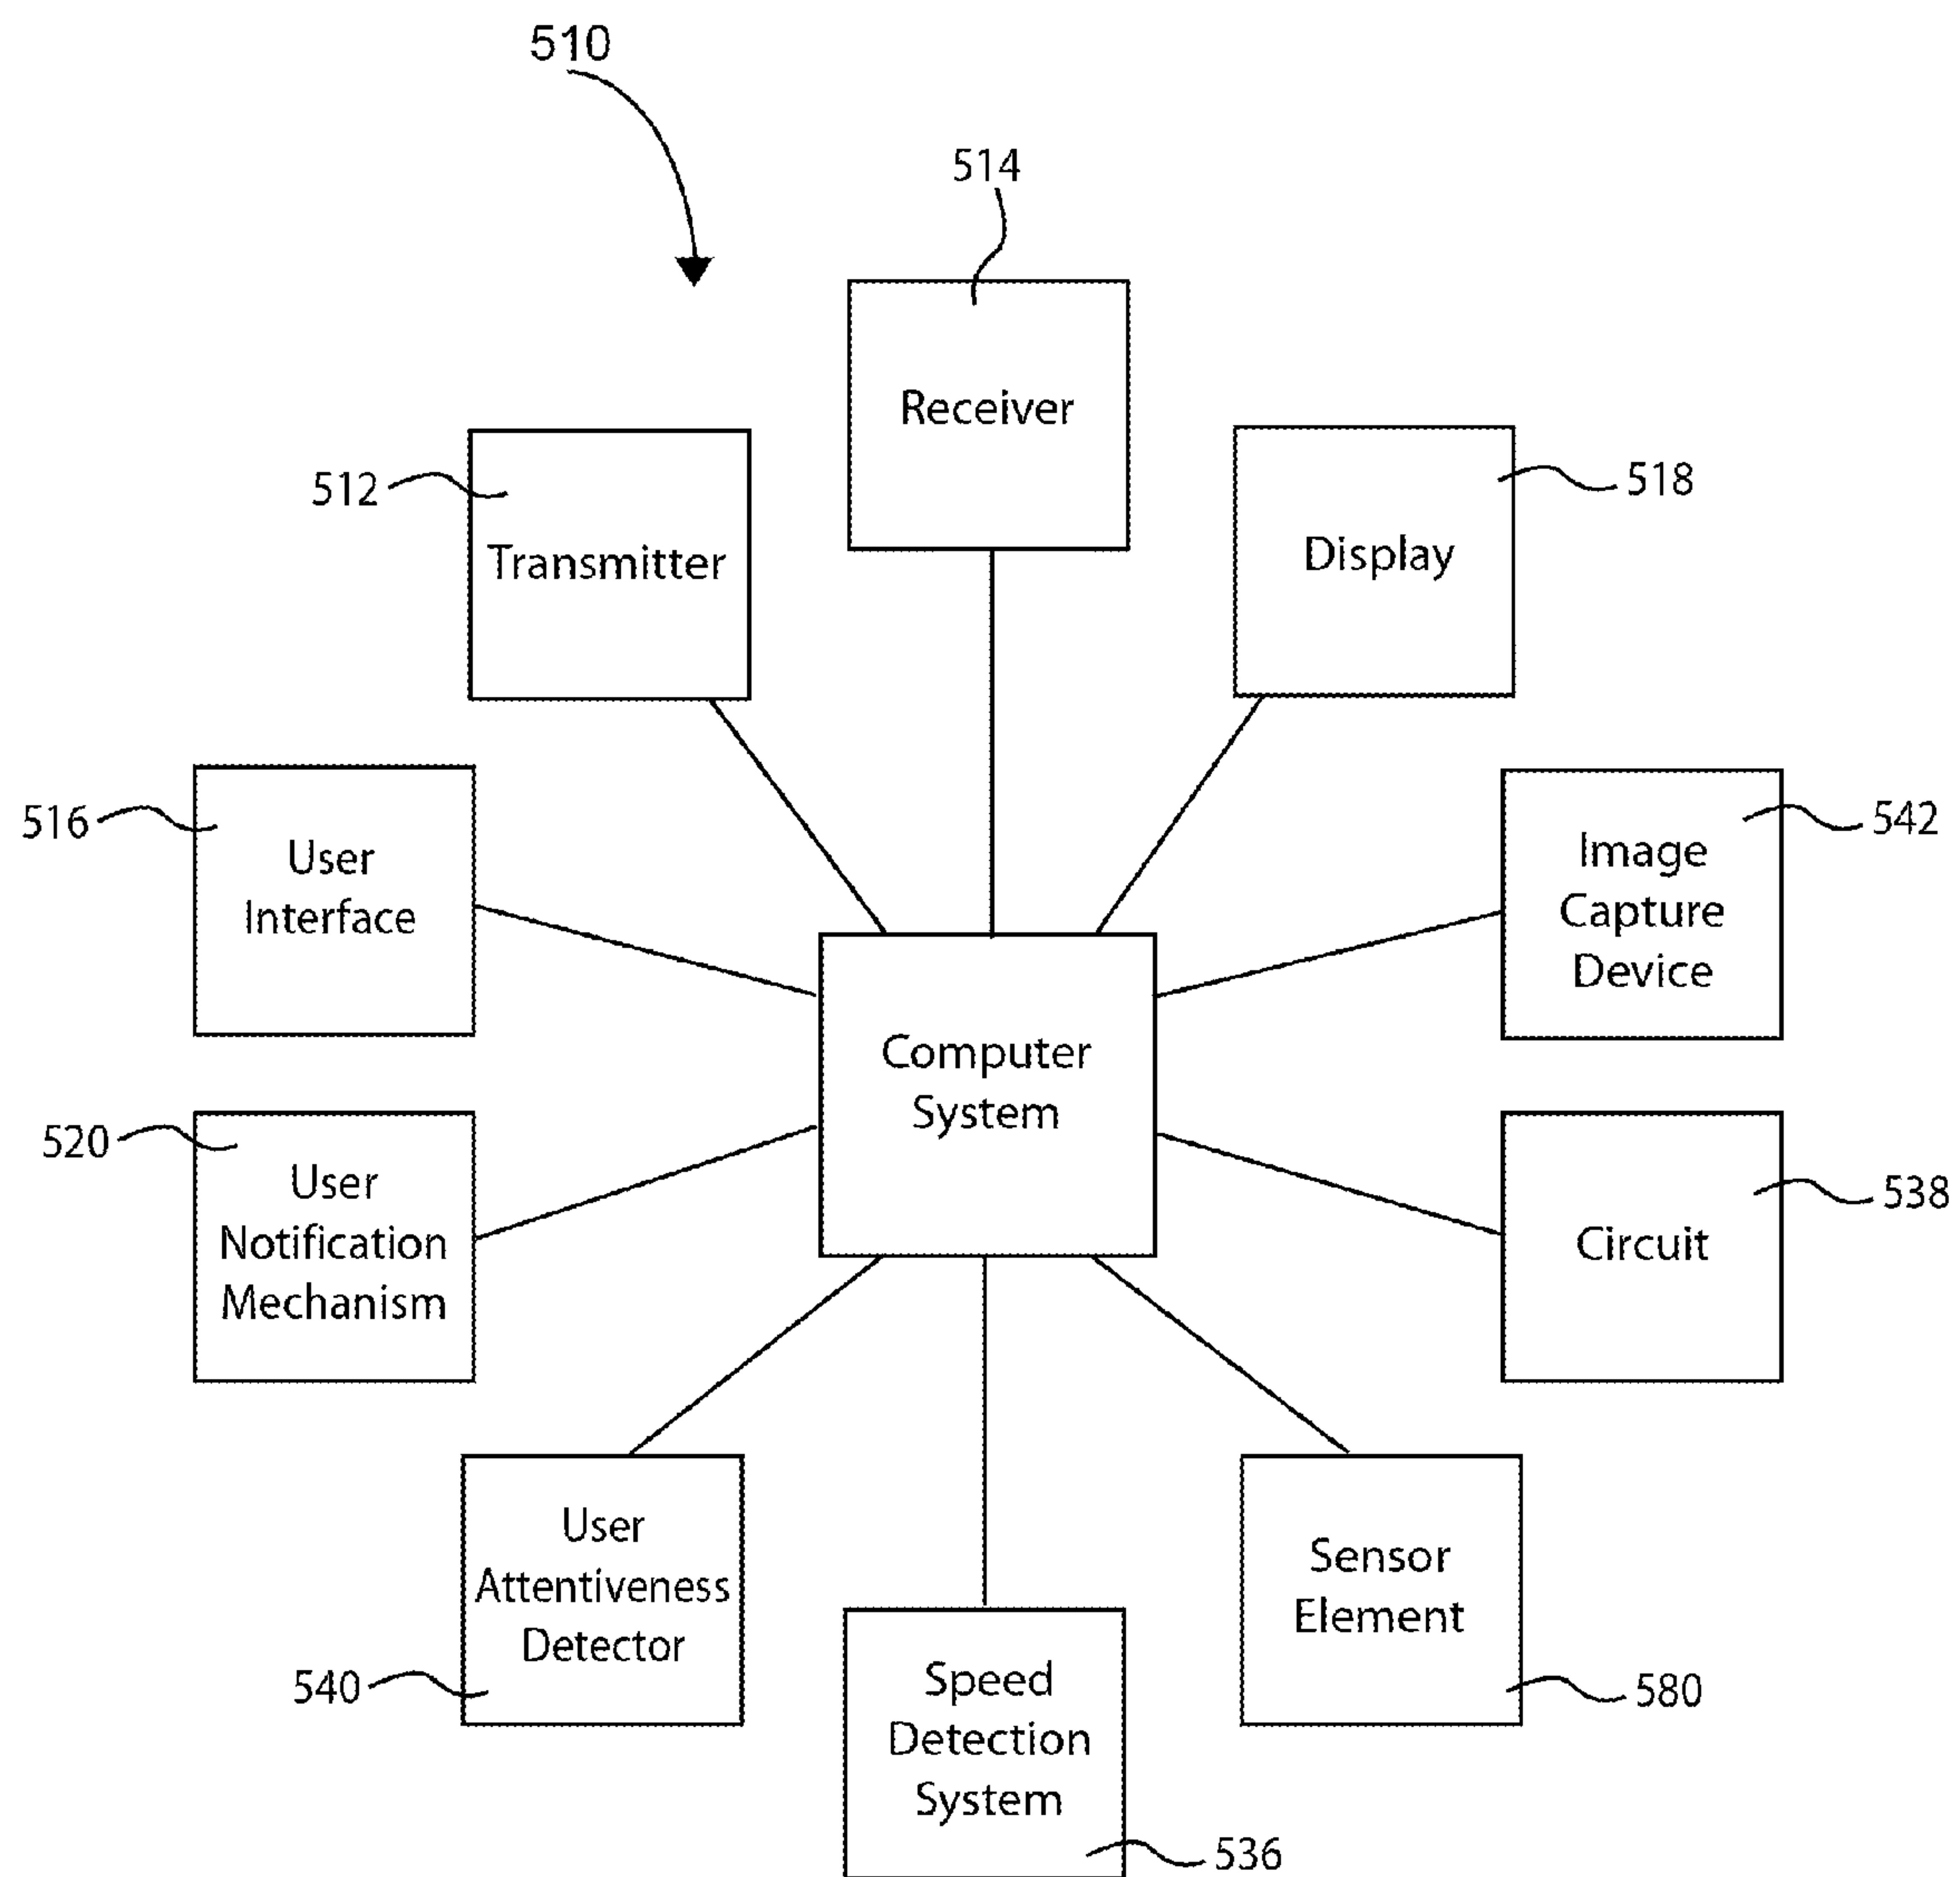 510
514
Receiver
512
Transmitter
518
Display
516
User
Interface
542
Image
Capture
Device
Computer
System
520
User
Notification
Mechanism
538
Circuit
User
Attentiveness
Detector
540
Speed
Detection
System
536
Sensor
Element
580